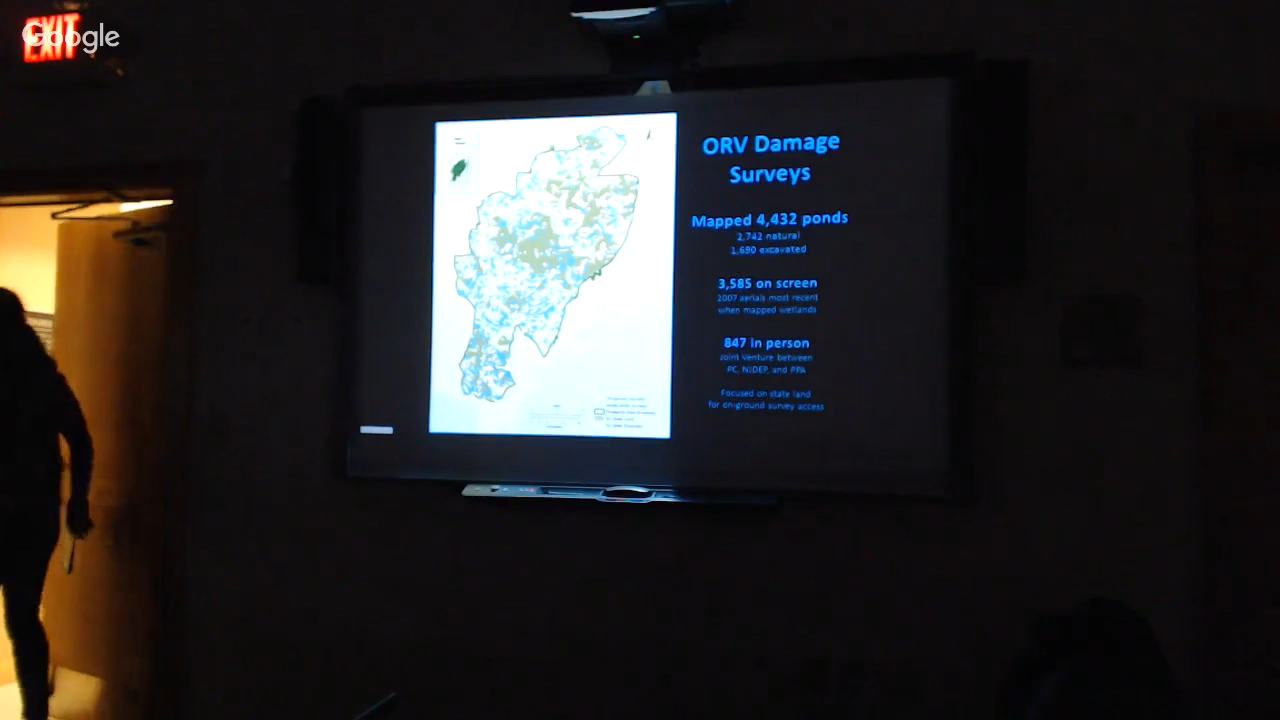 EXIT
Google
ORV Damage
Surveys
Mapped 4,432 ponds
2,742 natural
1,690 excavated
3,585 on screen
2007 aerials most recent
when mapped wetlands
847 in person
Joint Venture between
PC, NJDEP, and PPA
Focused on state land
for on-ground survey access